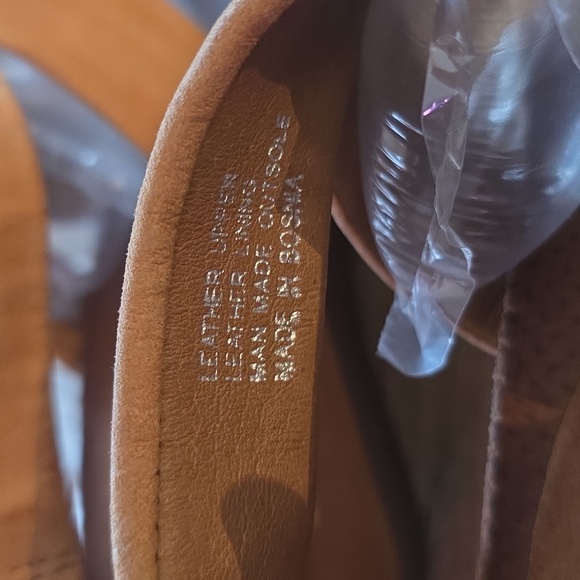 LEATHER UPPER
LEATHER LINING
MAN MADE OUTSOLE
MADE IN BOSNIA